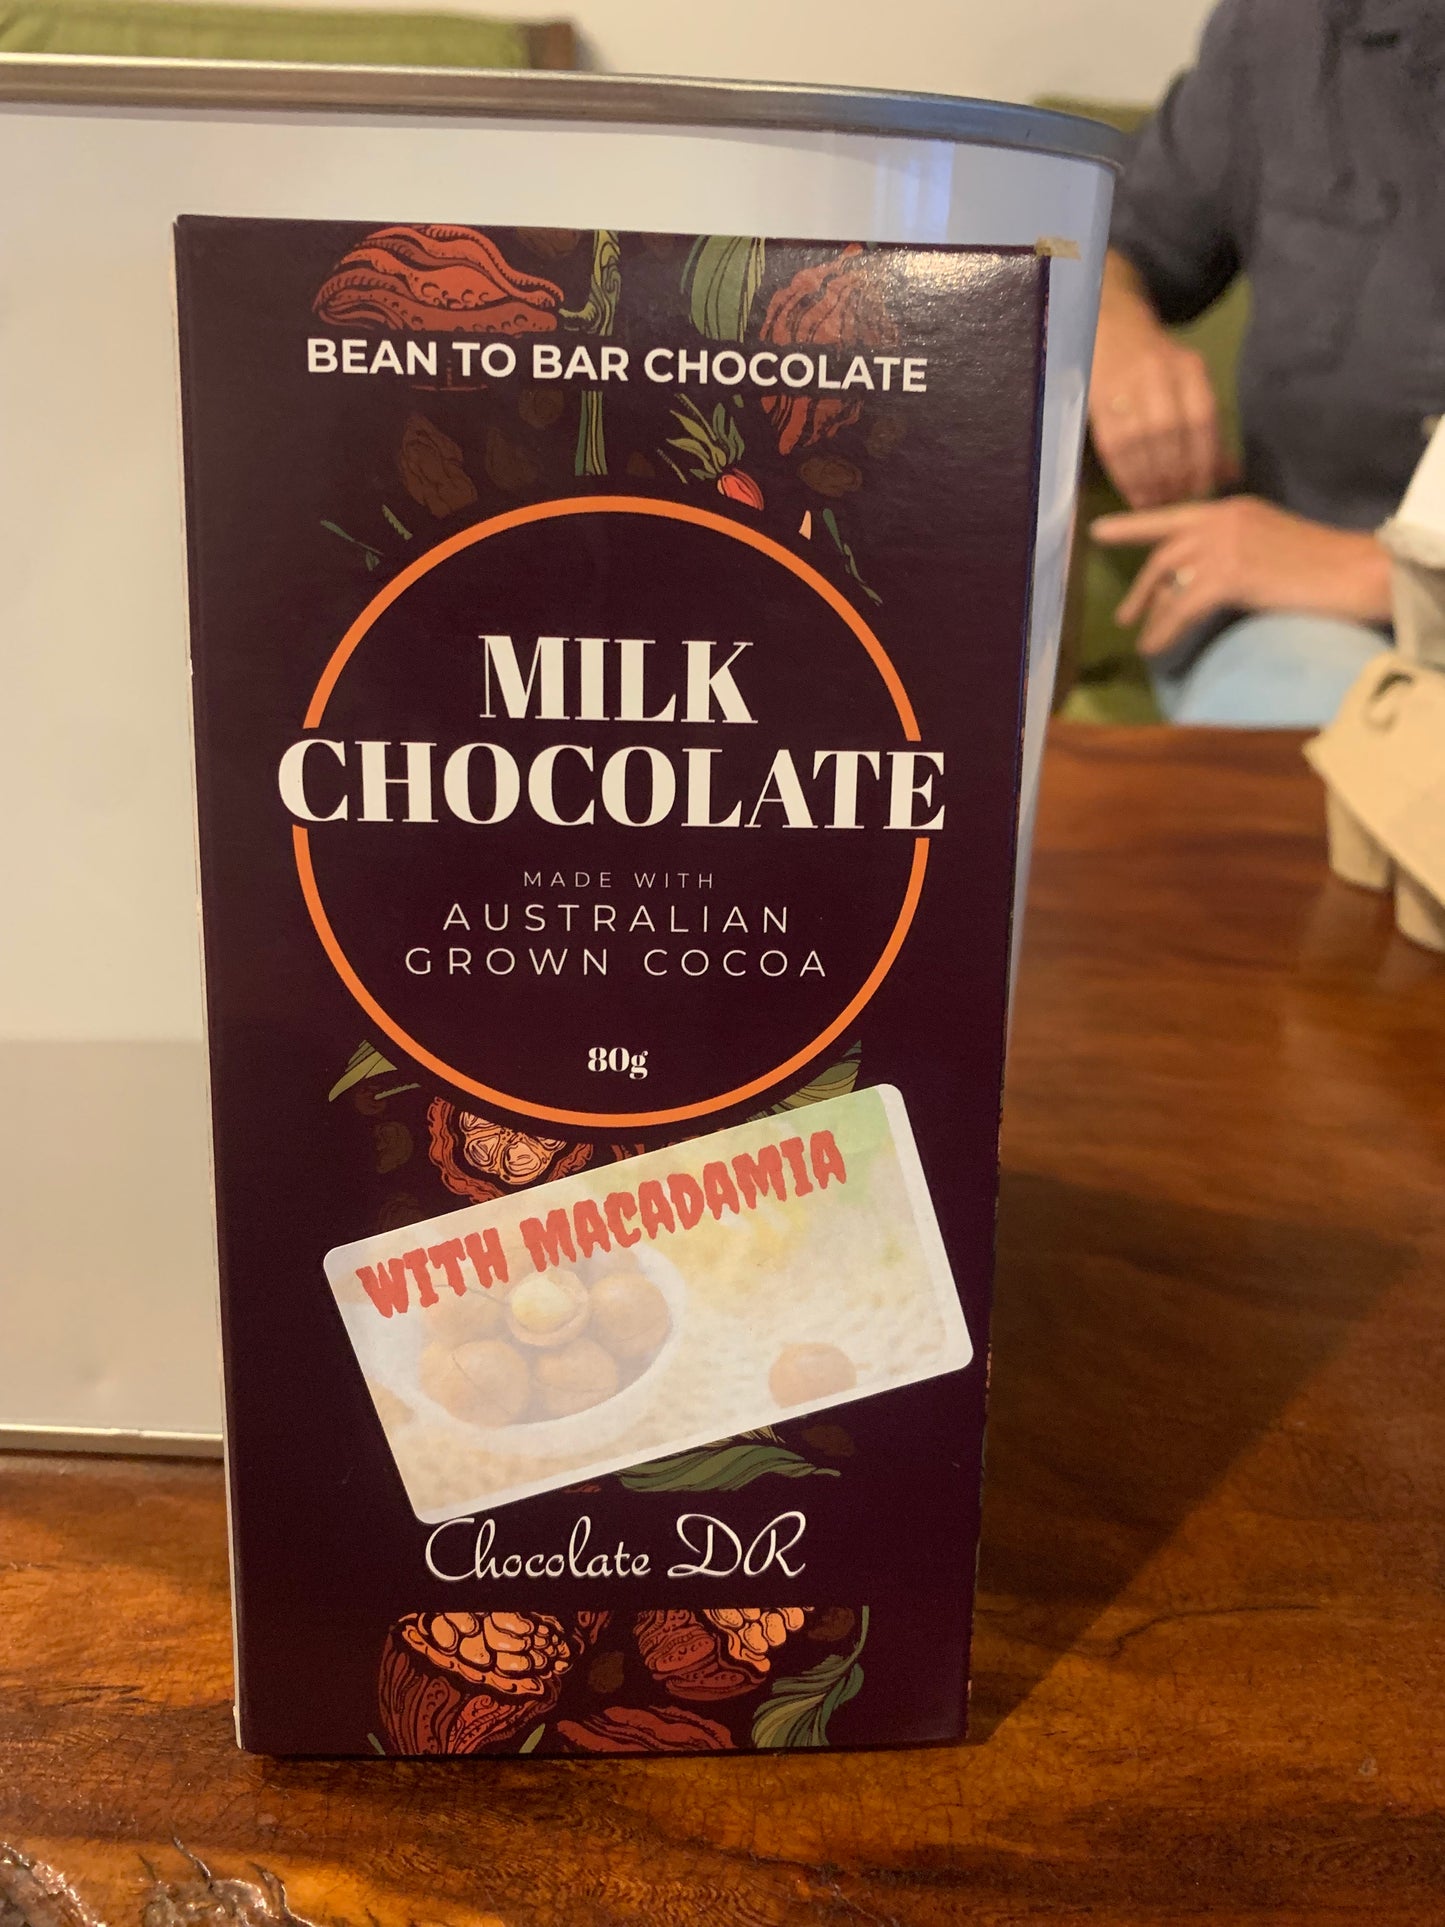 BEAN TO BAR CHOCOLATE
MILK
CHOCOLATE
MADE WITH
AUSTRALIAN
GROWN COCOA
80g
WITH MACADAMIA
Chocolate DR